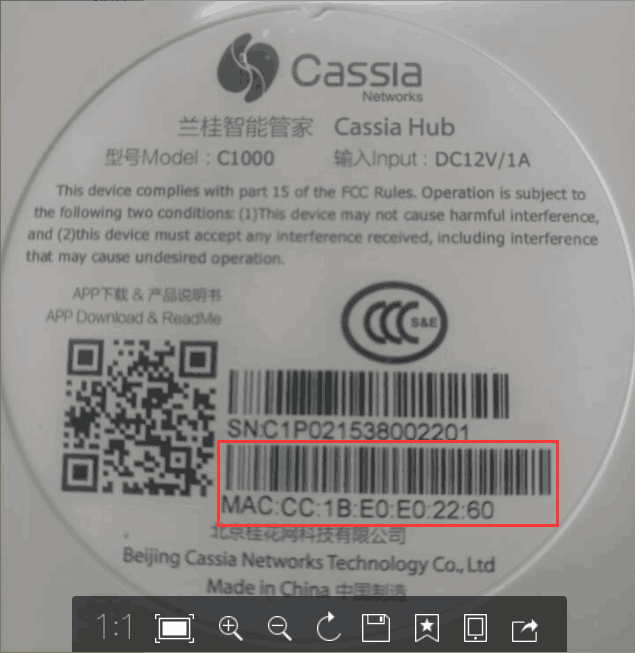 Cassia
Networks
兰桂智能管家 Cassia Hub
型号Model : C1000 输入Input : DC12V/1A
This device complies with part 15 of the FCC Rules. Operation is subject to
the following two conditions: (1)This device may not cause harmful interference,
and (2)this device must accept any interference received, including interference
that may cause undesired operation.
APP下载 & 产品说明书
APP Download & ReadMe
CCC S&E
SN:C1P021538002201
MAC:CC:1B:E0:E0:22:60
北京桂花网科技有限公司
Beijing Cassia Networks Technology Co., Ltd
Made in China 中国制造
1:1